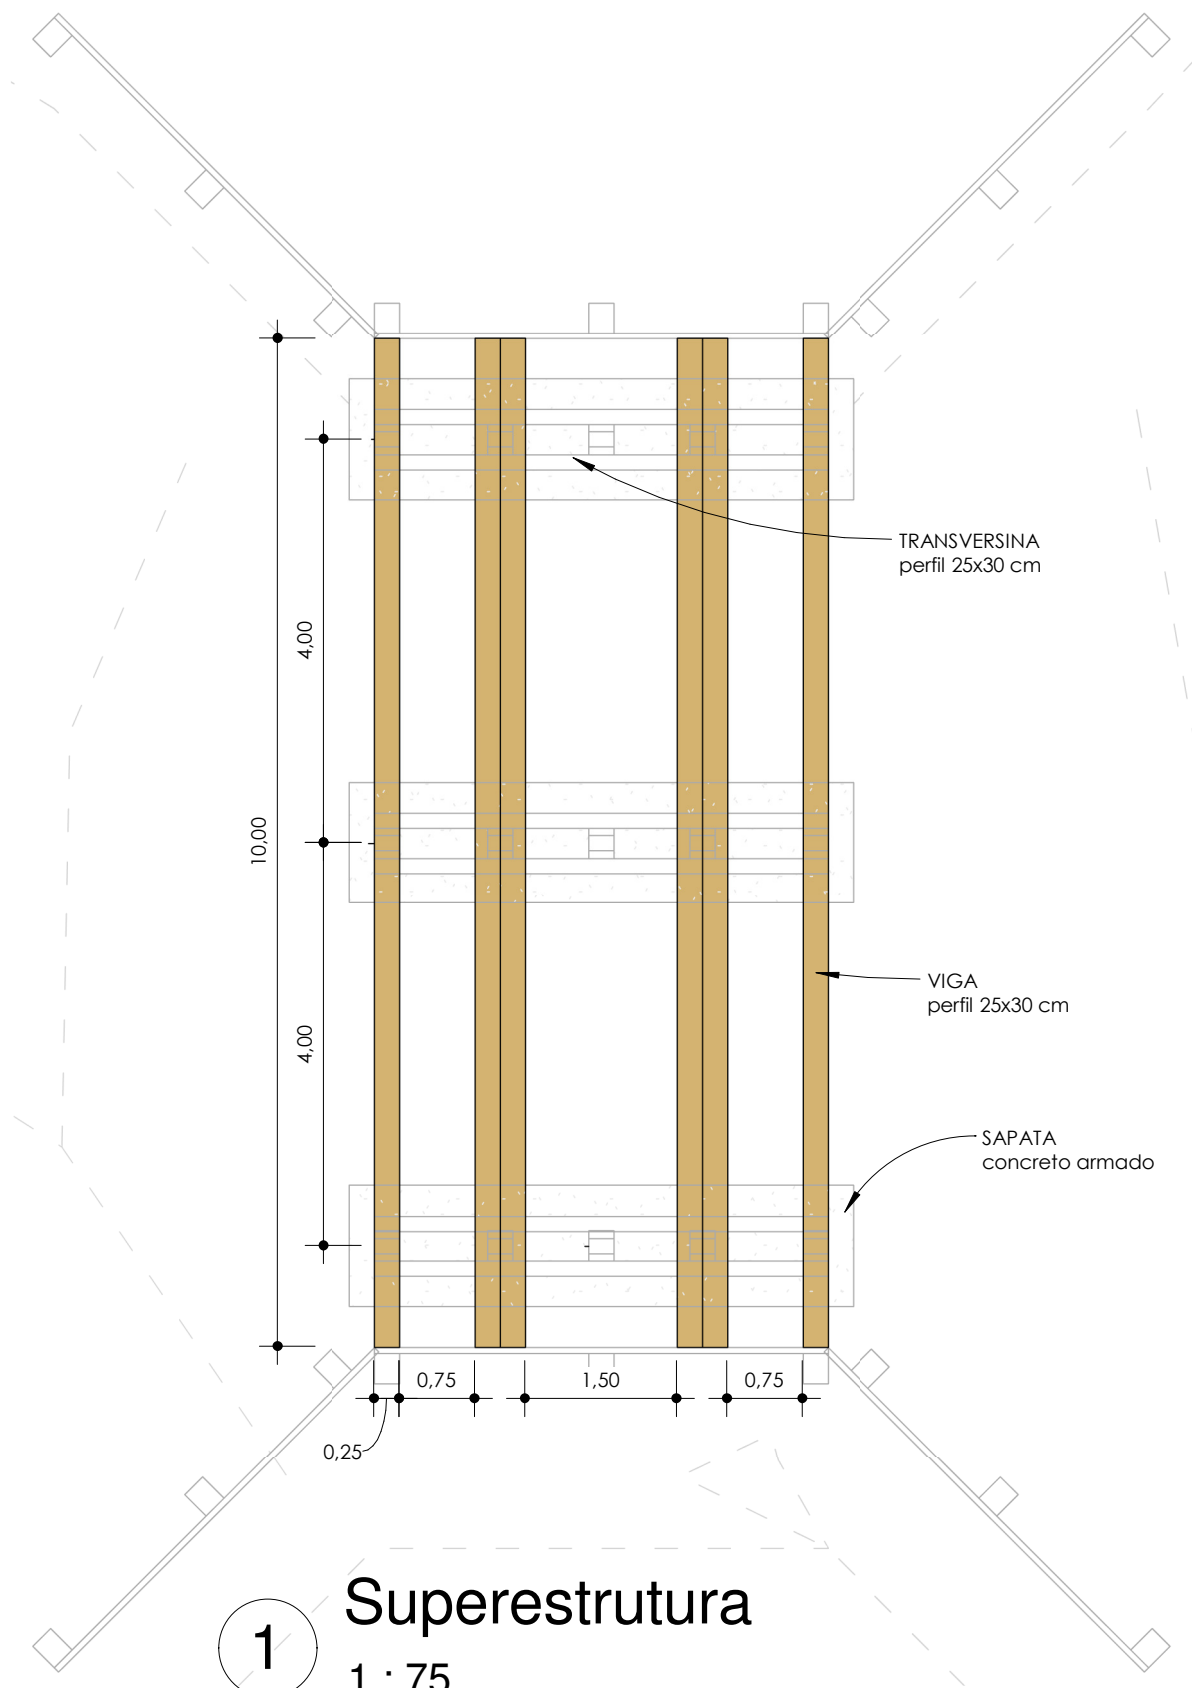 TRANSVERSINA
perfil 25x30 cm
4,00
10,00
VIGA
perfil 25x30 cm
4,00
SAPATA
concreto armado
0,75
1,50
0,75
0,25
Superestrutura
1
1 : 75